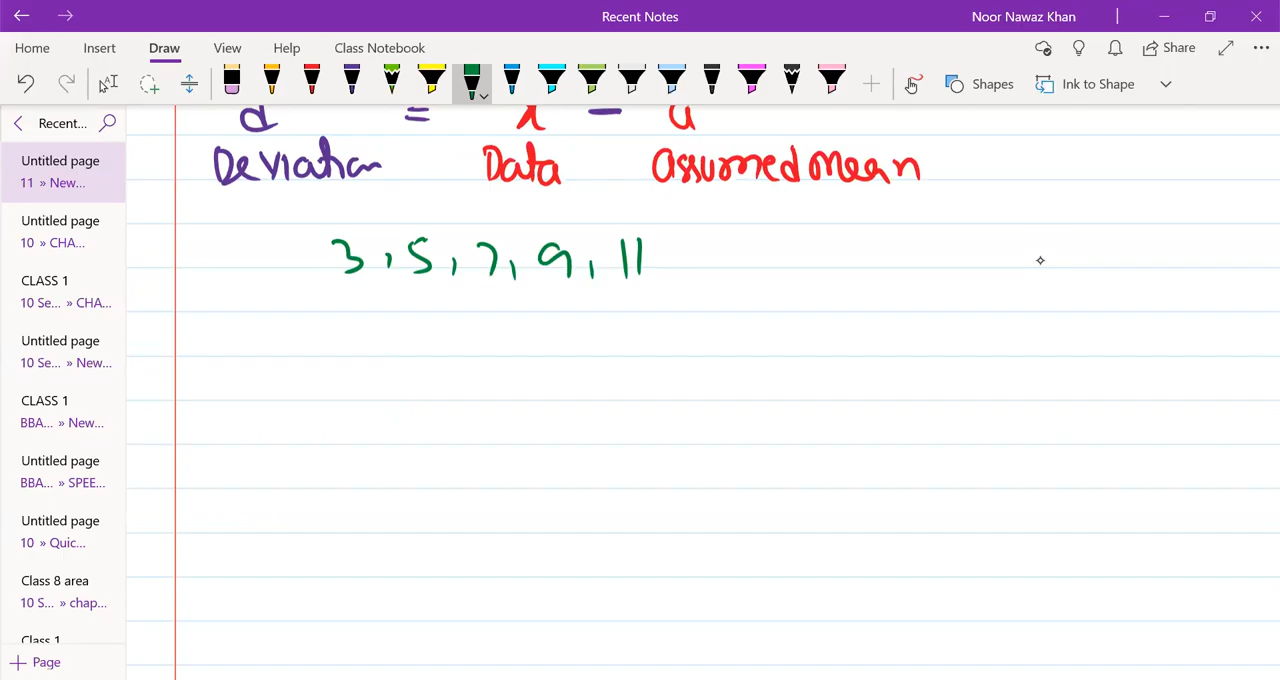 Recent Notes
Noor Nawaz Khan
Home Insert Draw View Help Class Notebook Share
Shapes Ink to Shape
Recent...
Untitled page
11 » New...
Untitled page
10 » CHA...
CLASS 1
10 Se... » CHA...
Untitled page
10 Se... » New...
CLASS 1
BBA... » New...
Untitled page
BBA... » SPEE...
Untitled page
10 » Quic...
Class 8 area
10 S... » chap...
Class 1
Page
d = x - a
Deviation Data Assumed Mean
3, 5, 7, 9, 11